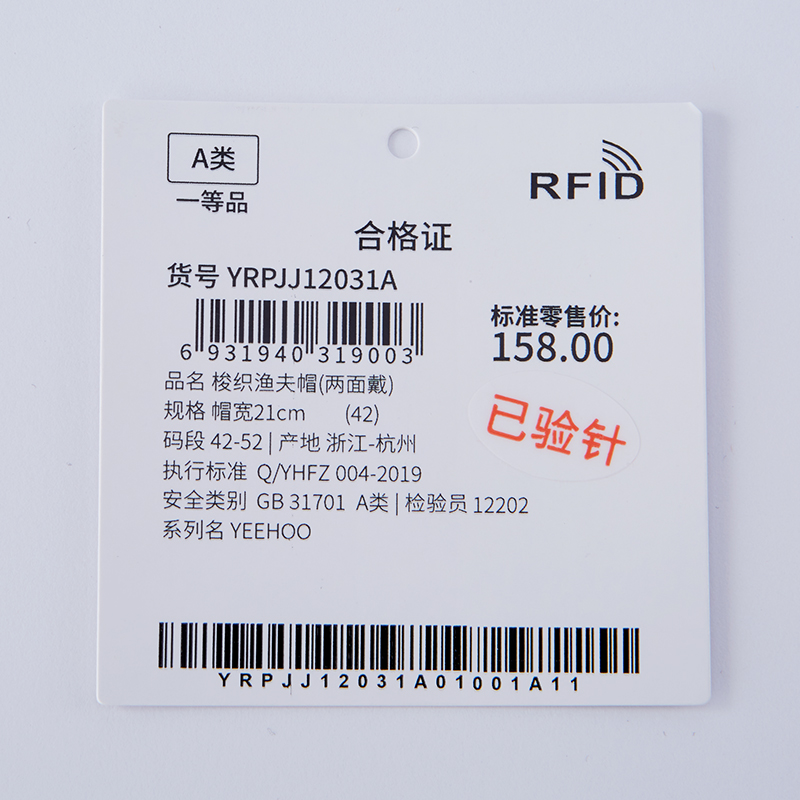 A类
一等品
RFID
合格证
货号 YRPJJ12031A
6 931940 319003
标准零售价:
158.00
品名 梭织渔夫帽(两面戴)
规格 帽宽21cm (42)
已验针
码段 42-52 | 产地 浙江-杭州
执行标准 Q/YHFZ 004-2019
安全类别 GB 31701 A类 | 检验员 12202
系列名 YEEHOO
YRPJJ12031A01001A11